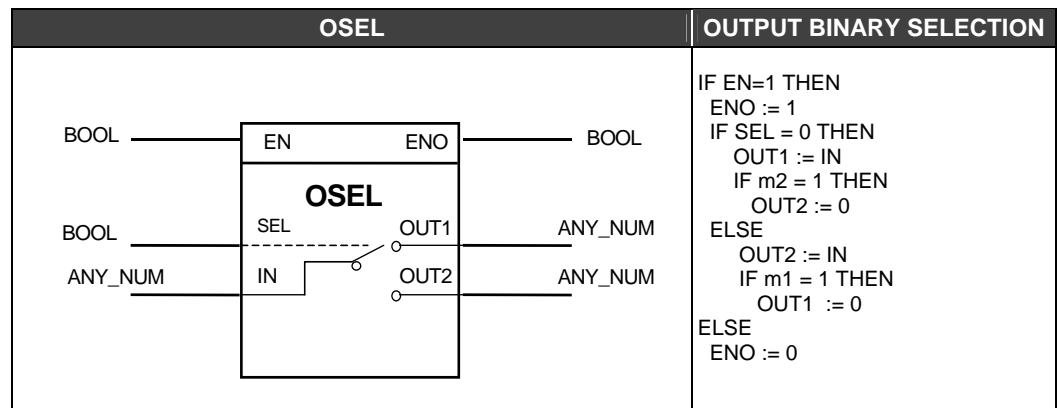 OSEL
OUTPUT BINARY SELECTION
BOOL
EN
ENO
BOOL
OSEL
BOOL
SEL
OUT1
ANY_NUM
ANY_NUM
IN
OUT2
ANY_NUM
IF EN=1 THEN
ENO := 1
IF SEL = 0 THEN
OUT1 := IN
IF m2 = 1 THEN
OUT2 := 0
ELSE
OUT2 := IN
IF m1 = 1 THEN
OUT1 := 0
ELSE
ENO := 0